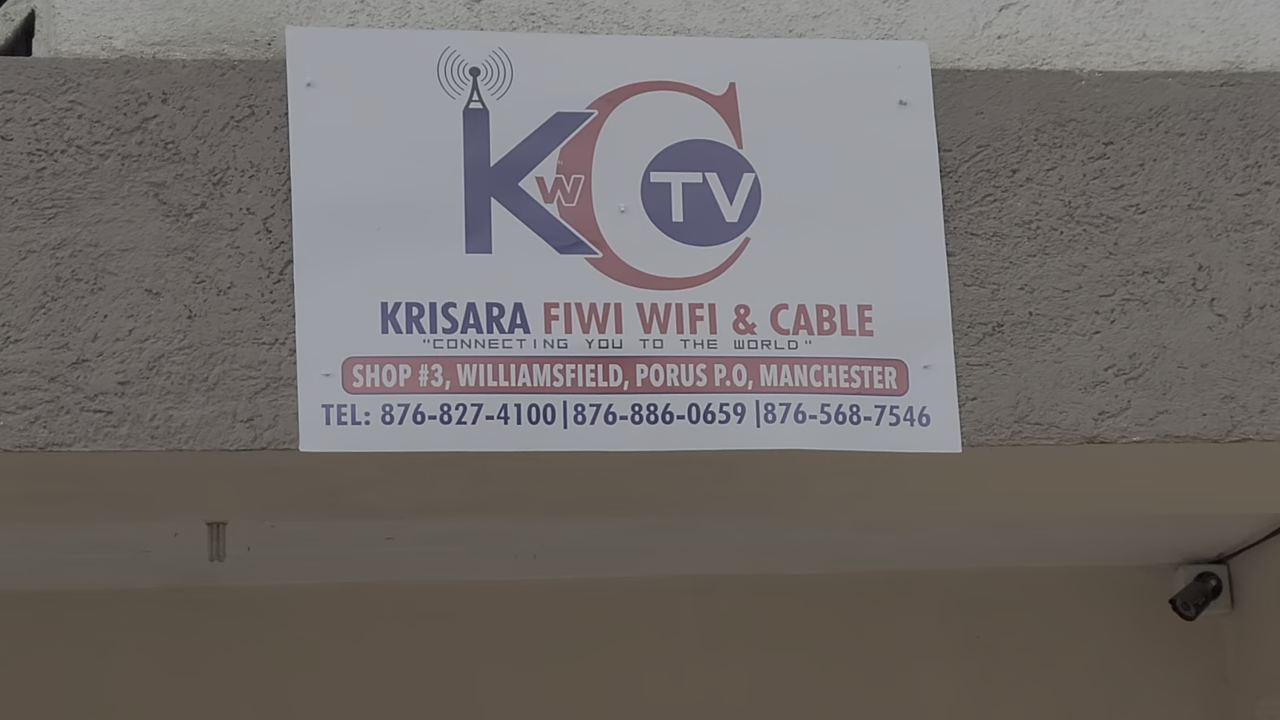 KWC TV
KRISARA FIWI WIFI & CABLE
"CONNECTING YOU TO THE WORLD"
SHOP #3, WILLIAMSFIELD, PORUS P.O, MANCHESTER
TEL: 876-827-4100|876-886-0659 |876-568-7546